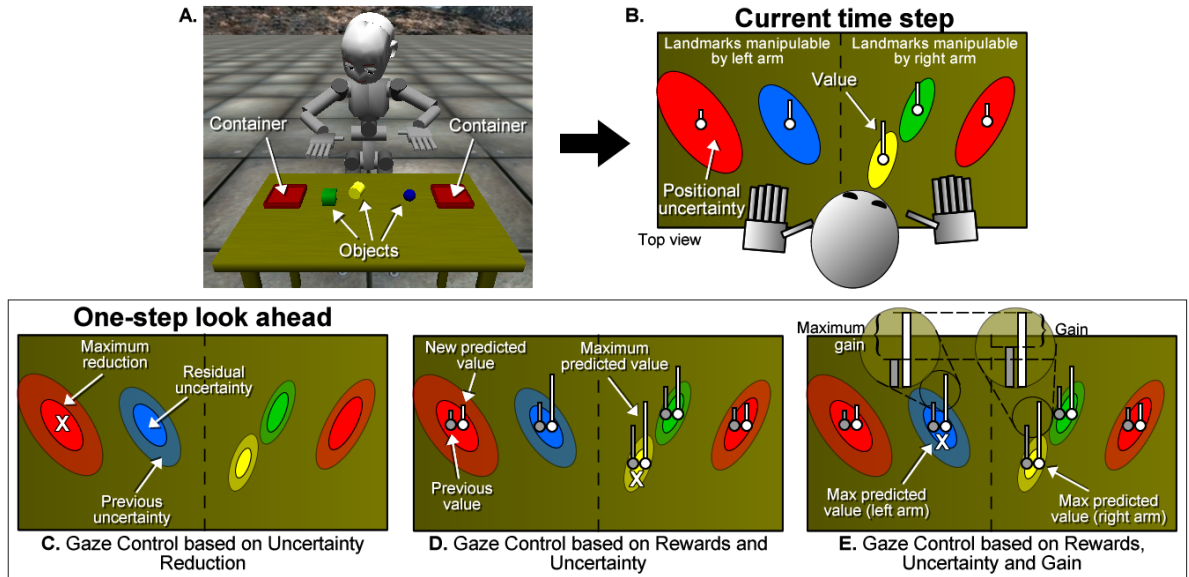 A.
Container
Container
Objects
B.
Current time step
Landmarks manipulable
by left arm
Landmarks manipulable
by right arm
Value
Positional
uncertainty
Top view
One-step look ahead
Maximum
reduction
Residual
uncertainty
Previous
uncertainty
X
C. Gaze Control based on Uncertainty
Reduction
New predicted
value
Maximum
predicted value
Previous
value
X
D. Gaze Control based on Rewards and
Uncertainty
Maximum
gain
Gain
X
Max predicted
value (left arm)
Max predicted
value (right arm)
E. Gaze Control based on Rewards,
Uncertainty and Gain